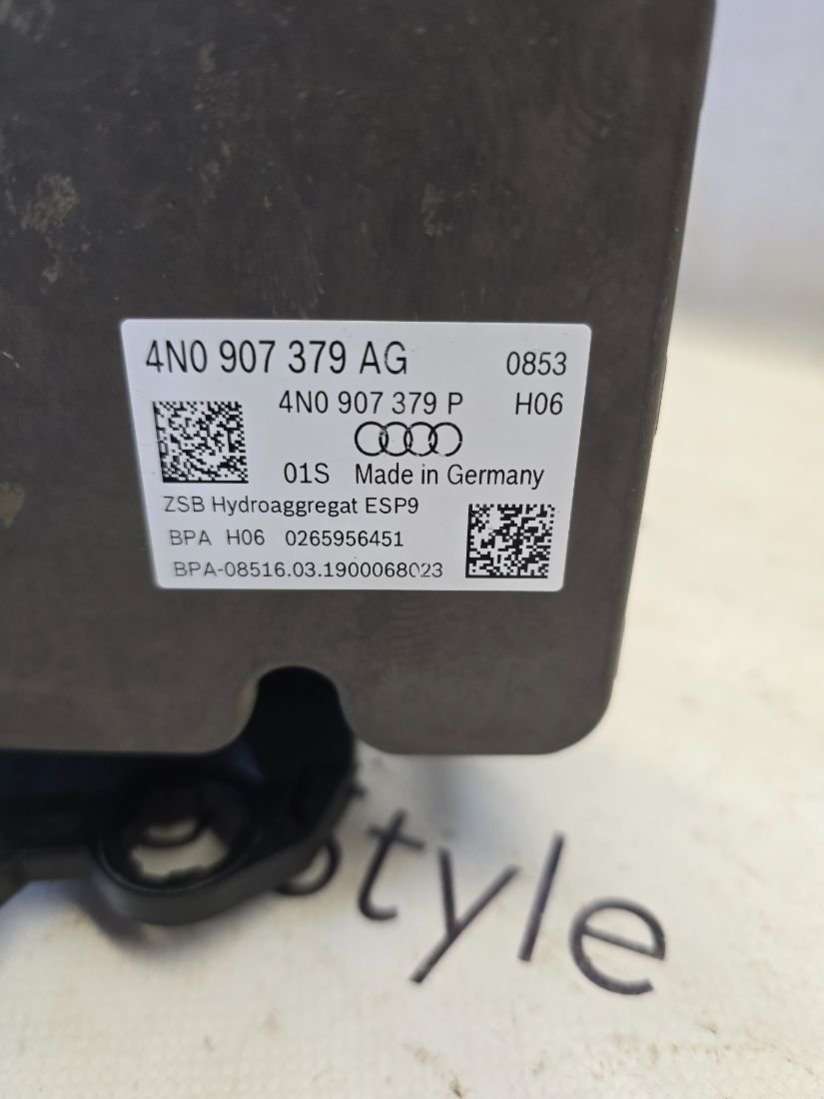 4N0 907 379 AG 0853
4N0 907 379 P H06
01S Made in Germany
ZSB Hydroaggregat ESP9
BPA H06 0265956451
BPA-08516.03.1900068023
style